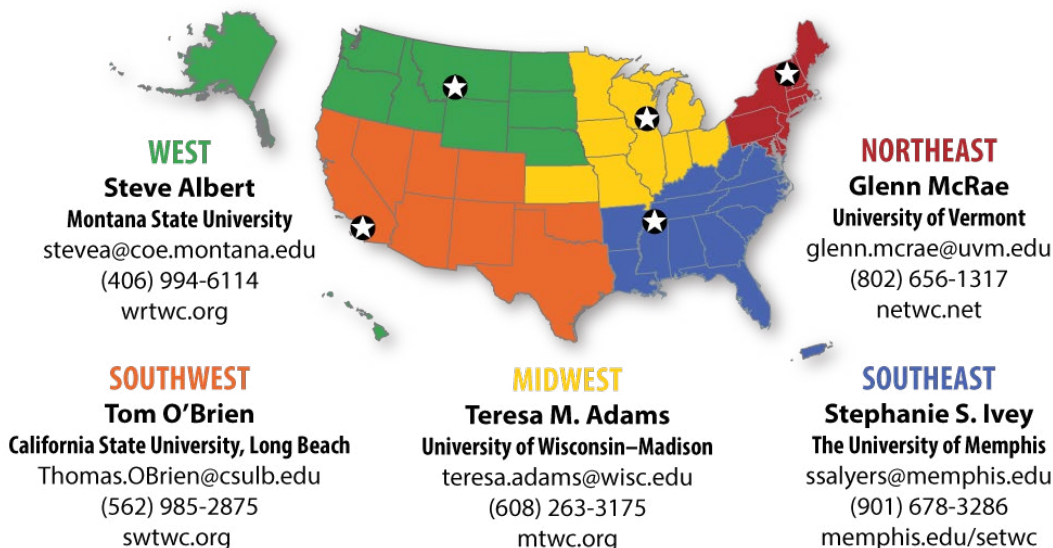 WEST
Steve Albert
Montana State University
stevea@coe.montana.edu
(406) 994-6114
wrtwc.org
NORTHEAST
Glenn McRae
University of Vermont
glenn.mcrae@uvm.edu
(802) 656-1317
netwc.net
SOUTHWEST
Tom O’Brien
California State University, Long Beach
Thomas.OBrien@csulb.edu
(562) 985-2875
swtwc.org
MIDWEST
Teresa M. Adams
University of Wisconsin–Madison
teresa.adams@wisc.edu
(608) 263-3175
mtwc.org
SOUTHEAST
Stephanie S. Ivey
The University of Memphis
ssalyers@memphis.edu
(901) 678-3286
memphis.edu/setwc